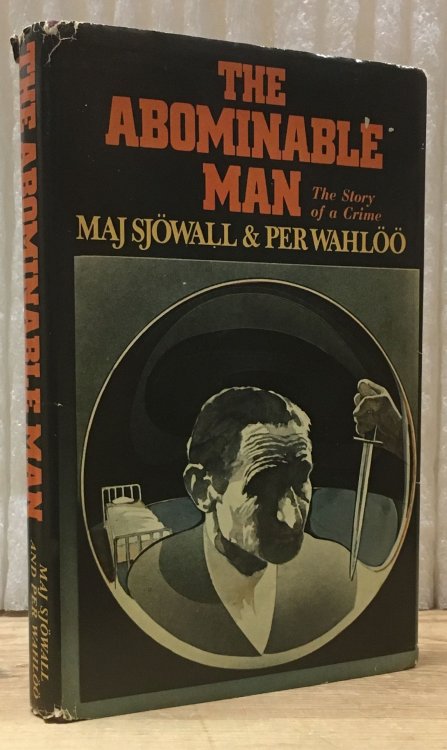 THE
ABOMINABLE
MAN
The Story
of a Crime
MAJ SJÖWALL & PER WAHLÖÖ
THE ABOMINABLE MAN
MAJ SJÖWALL
AND PER WAHLÖÖ